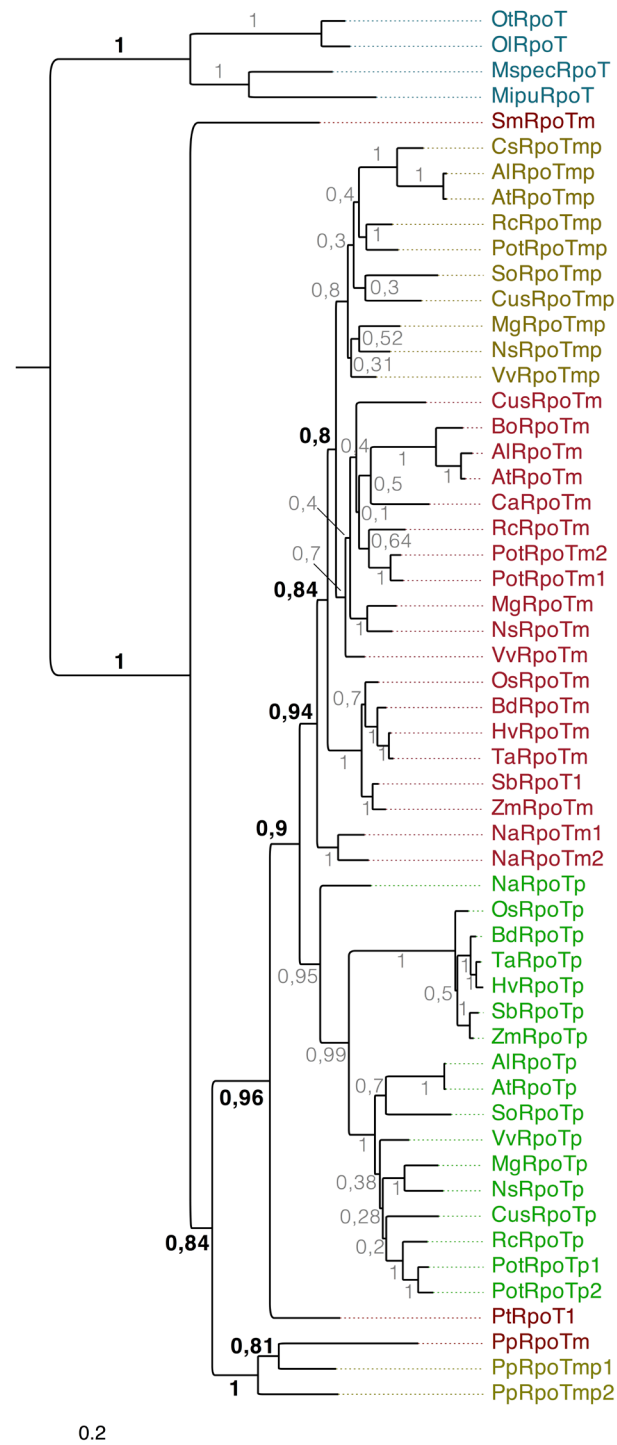 1
OtRpoT
OlRpoT
1
1
MspecRpoT
MipuRpoT
SmRpoTm
CsRpoTmp
1
AlRpoTmp
1
AtRpoTmp
0,4
RcRpoTmp
1
PotRpoTmp
0,3
SoRpoTmp
0,3
0,8
CusRpoTmp
MgRpoTmp
0,52
NsRpoTmp
0,31
VvRpoTmp
CusRpoTm
BoRpoTm
0,8
0,4
AlRpoTm
1
1
AtRpoTm
0,5
CaRpoTm
0,4
0,1
RcRpoTm
0,64
PotRpoTm2
0,7
1
PotRpoTm1
0,84
MgRpoTm
NsRpoTm
1
VvRpoTm
1
OsRpoTm
0,7
BdRpoTm
0,94
HvRpoTm
1
1
TaRpoTm
1
SbRpoT1
ZmRpoTm
1
0,9
NaRpoTm1
NaRpoTm2
1
NaRpoTp
OsRpoTp
BdRpoTp
1
TaRpoTp
1
0,95
HvRpoTp
1
0,5
SbRpoTp
1
ZmRpoTp
0,99
AlRpoTp
0,7
1
AtRpoTp
0,96
SoRpoTp
VvRpoTp
1
MgRpoTp
0,38
NsRpoTp
1
CusRpoTp
0,28
RcRpoTp
0,84
0,2
PotRpoTp1
1
PotRpoTp2
1
PtRpoT1
PpRpoTm
0,81
PpRpoTmp1
1
PpRpoTmp2
0.2